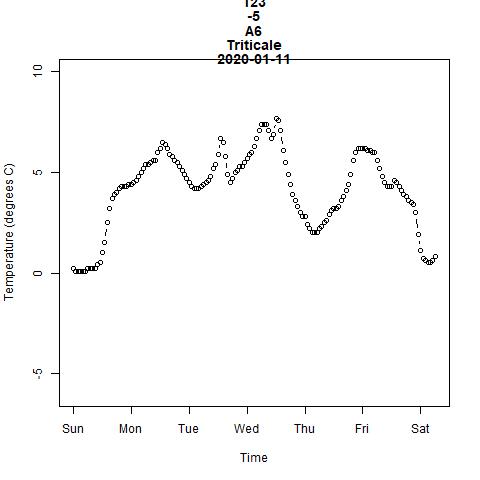 123
-5
A6
Triticale
2020-01-11
Temperature (degrees C)
10
5
0
-5
Sun Mon Tue Wed Thu Fri Sat
Time